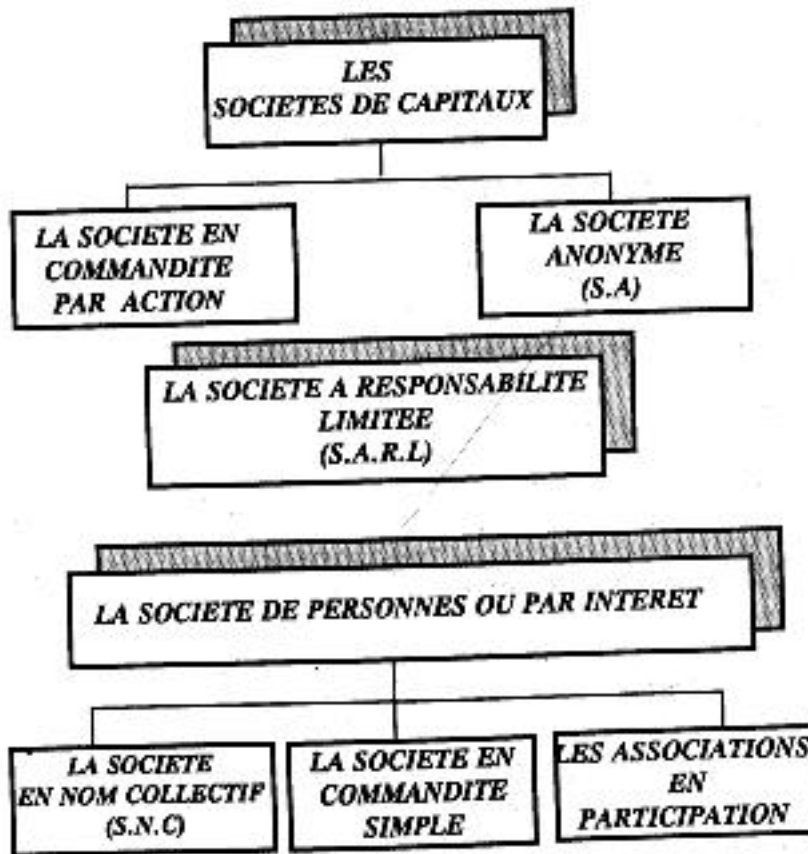 LES
SOCIETES DE CAPITAUX
LA SOCIETE EN
COMMANDITE
PAR ACTION
LA SOCIETE
ANONYME
(S.A)
LA SOCIETE A RESPONSABILITE
LIMITEE
(S.A.R.L)
LA SOCIETE DE PERSONNES OU PAR INTERET
LA SOCIETE
EN NOM COLLECTIF
(S.N.C)
LA SOCIETE EN
COMMANDITE
SIMPLE
LES ASSOCIATIONS
EN
PARTICIPATION